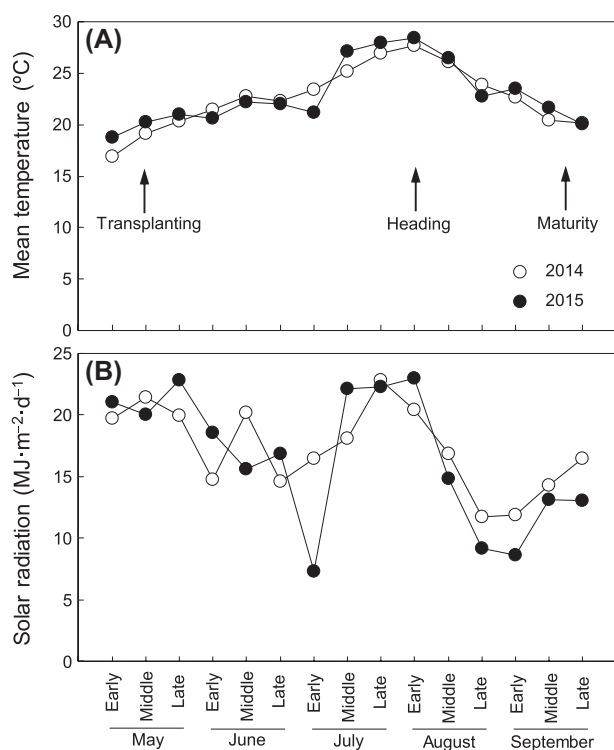 (A)
Mean temperature (ºC)
30
25
20
15
10
5
0
Transplanting
Heading
Maturity
2014
2015
(B)
Solar radiation (MJ·m⁻²·d⁻¹)
25
20
15
10
5
0
Early Middle Late Early Middle Late Early Middle Late Early Middle Late Early Middle Late
May June July August September